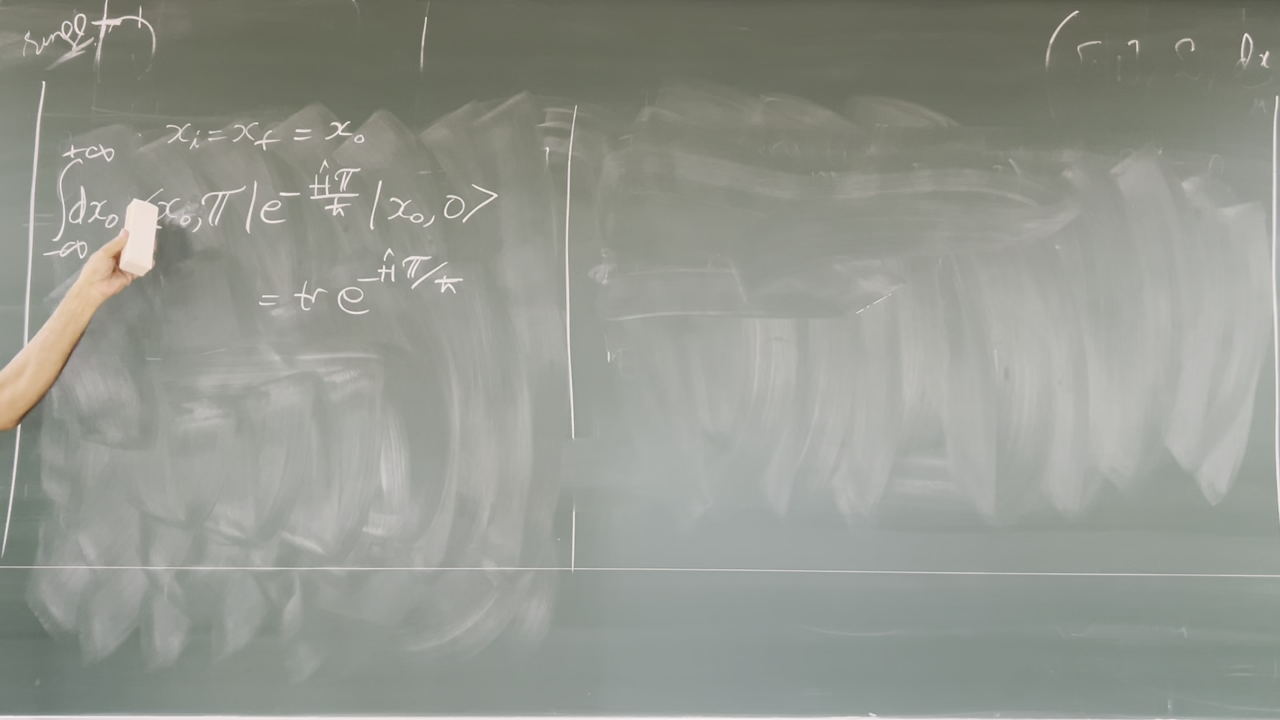 x_i = x_f = x_0
∫_{-∞}^{+∞} dx_0 <x_0, π | e^{-Ĥπ/ħ} | x_0, 0>
= tr e^{-Ĥπ/ħ}